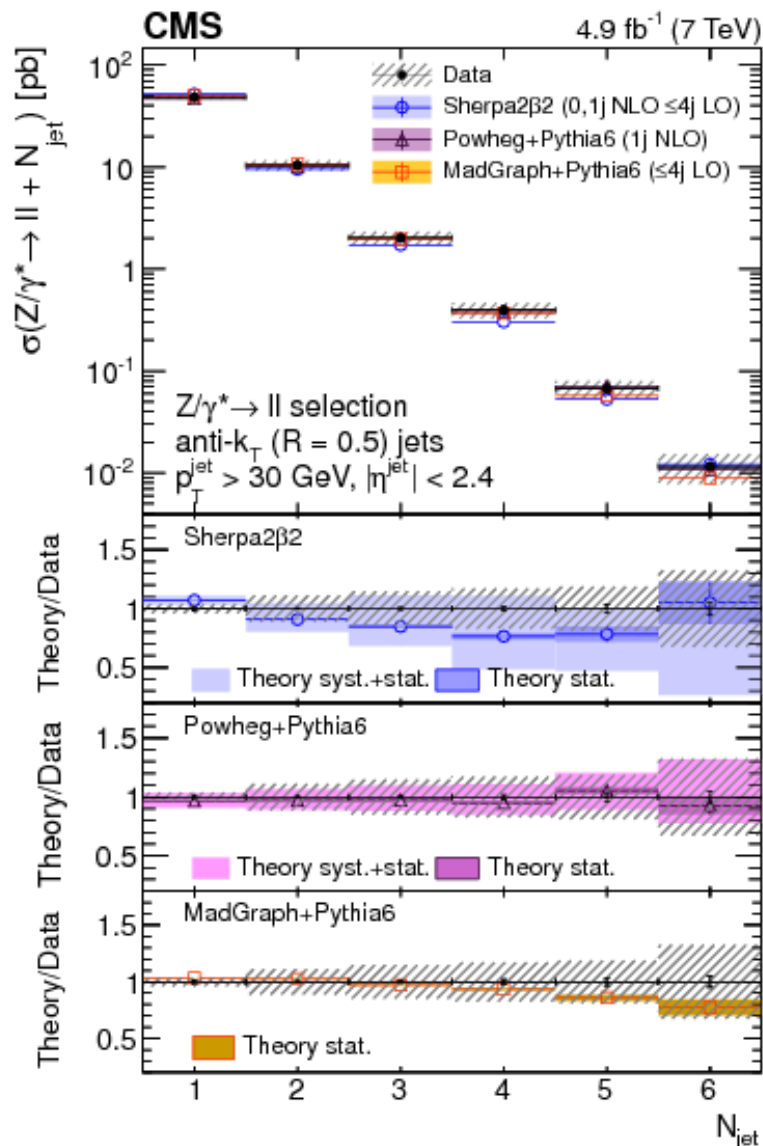 CMS 4.9 fb⁻¹ (7 TeV)
σ(Z/γ*→ ll + N_jet) [pb]
Data
Sherpa2β2 (0,1j NLO ≤4j LO)
Powheg+Pythia6 (1j NLO)
MadGraph+Pythia6 (≤4j LO)
10²
10
1
10⁻¹
10⁻²
Z/γ*→ ll selection
anti-k_T (R = 0.5) jets
p_T^jet > 30 GeV, |η^jet| < 2.4
Theory/Data
Sherpa2β2
1.5
1
0.5
Theory syst.+stat. Theory stat.
Theory/Data
Powheg+Pythia6
1.5
1
0.5
Theory syst.+stat. Theory stat.
Theory/Data
MadGraph+Pythia6
1.5
1
0.5
Theory stat.
1 2 3 4 5 6
N_jet